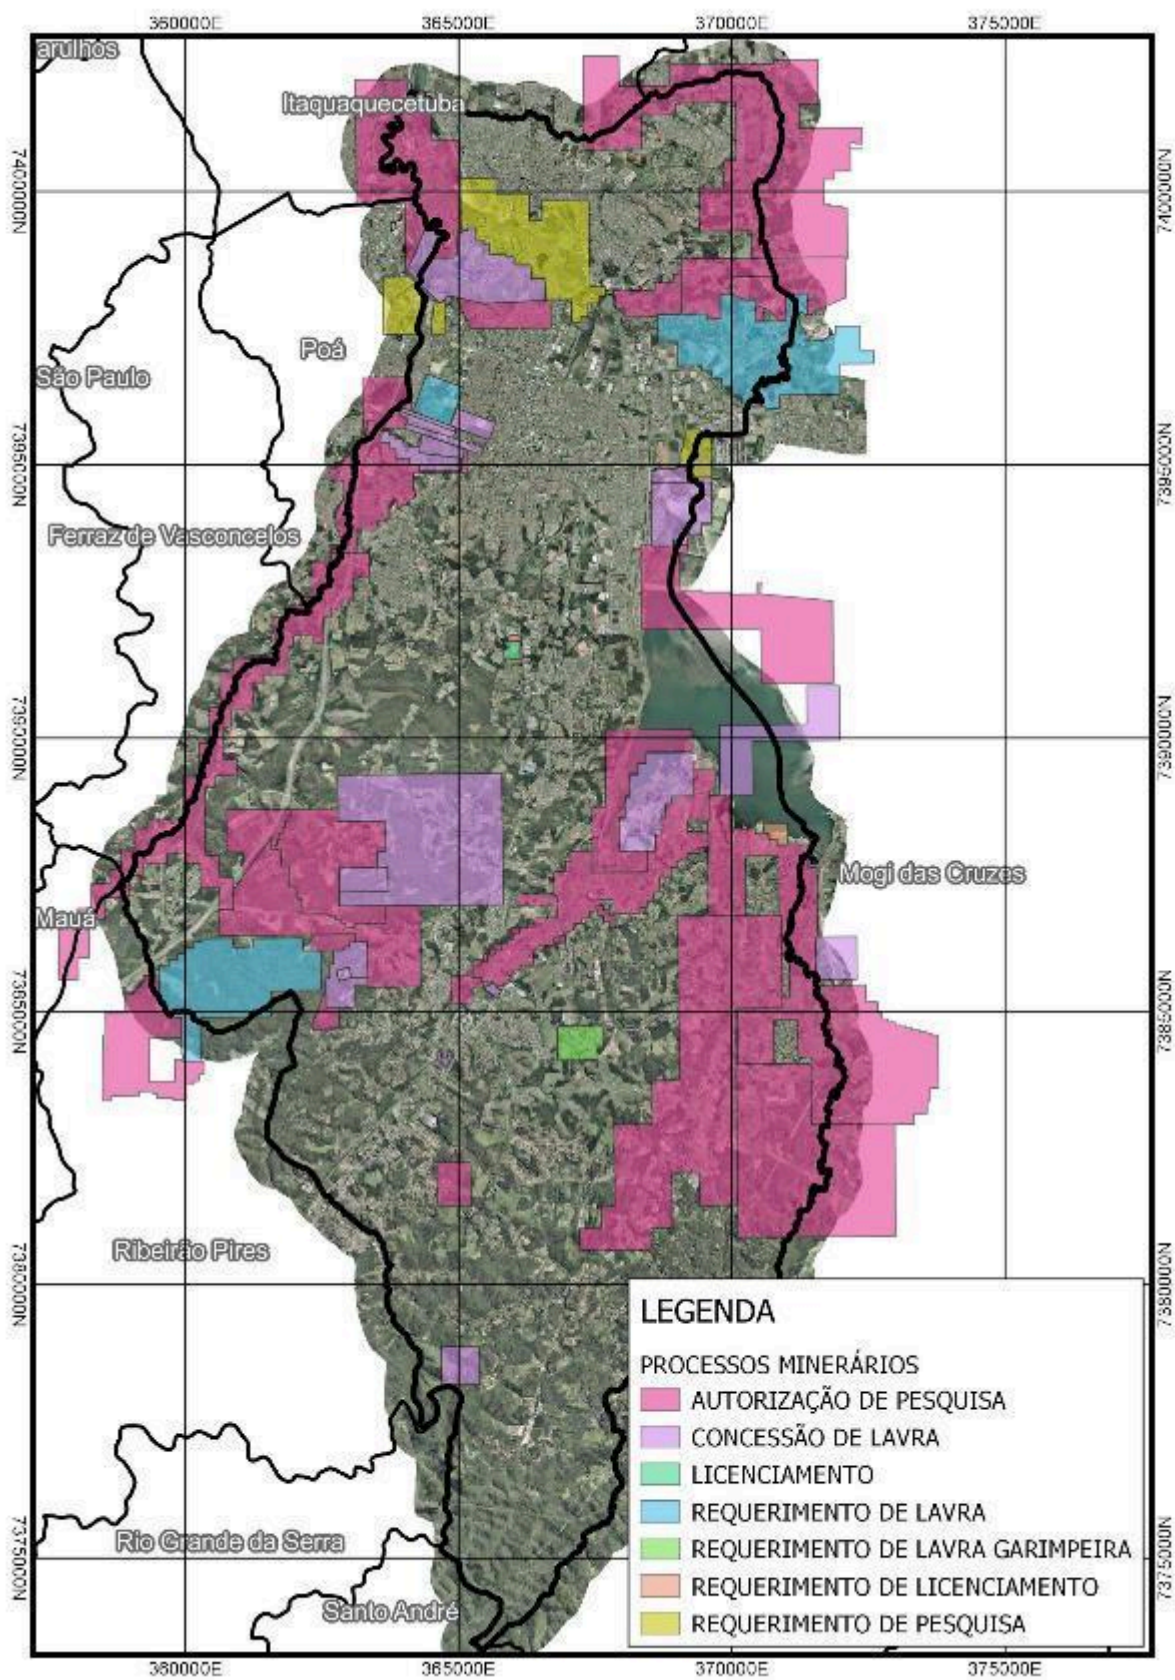 360000E 365000E 370000E 375000E
arulhos
Itaquaquecetuba
7400000N 7400000N
Poá
São Paulo
7395000N 7395000N
Ferraz de Vasconcelos
7390000N 7390000N
Mogi das Cruzes
Mauá
7385000N 7385000N
Ribeirão Pires
7380000N 7380000N
LEGENDA
PROCESSOS MINERÁRIOS
AUTORIZAÇÃO DE PESQUISA
CONCESSÃO DE LAVRA
LICENCIAMENTO
REQUERIMENTO DE LAVRA
REQUERIMENTO DE LAVRA GARIMPEIRA
REQUERIMENTO DE LICENCIAMENTO
REQUERIMENTO DE PESQUISA
Rio Grande da Serra
7375000N 7375000N
Santo André
360000E 365000E 370000E 375000E